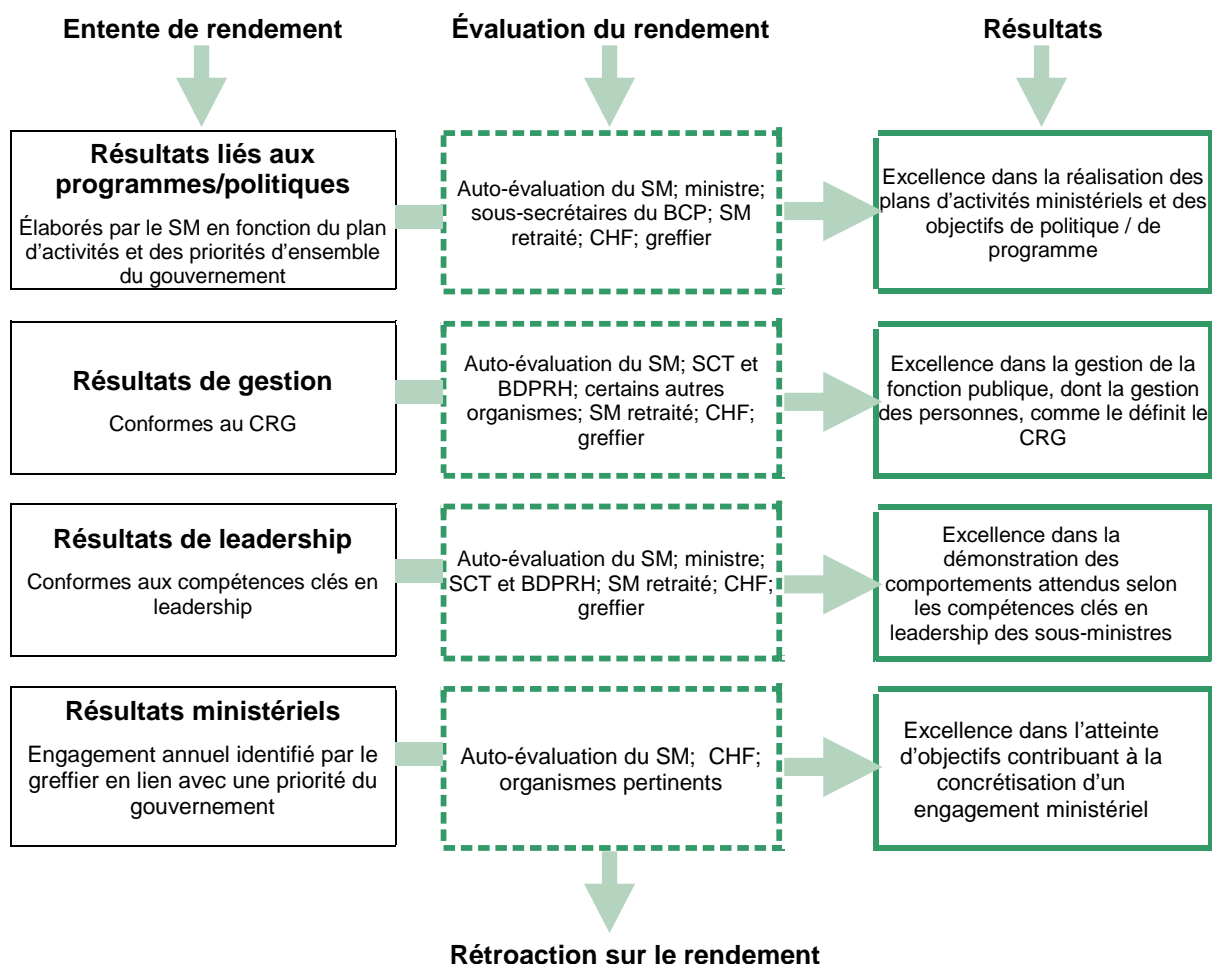 Entente de rendement
Évaluation du rendement
Résultats
Résultats liés aux
programmes/politiques
Élaborés par le SM en fonction du plan
d'activités et des priorités d'ensemble
du gouvernement
Auto-évaluation du SM; ministre;
sous-secrétaires du BCP; SM
retraité; CHF; greffier
Excellence dans la réalisation des
plans d'activités ministériels et des
objectifs de politique / de
programme
Résultats de gestion
Conformes au CRG
Auto-évaluation du SM; SCT et
BDPRH; certains autres
organismes; SM retraité; CHF;
greffier
Excellence dans la gestion de la
fonction publique, dont la gestion
des personnes, comme le définit le
CRG
Résultats de leadership
Conformes aux compétences clés en
leadership
Auto-évaluation du SM; ministre;
SCT et BDPRH; SM retraité; CHF;
greffier
Excellence dans la
démonstration des
comportements attendus selon
les compétences clés en
leadership des sous-ministres
Résultats ministériels
Engagement annuel identifié par le
greffier en lien avec une priorité du
gouvernement
Auto-évaluation du SM; CHF;
organismes pertinents
Excellence dans l'atteinte
d'objectifs contribuant à la
concrétisation d'un
engagement ministériel
Rétroaction sur le rendement